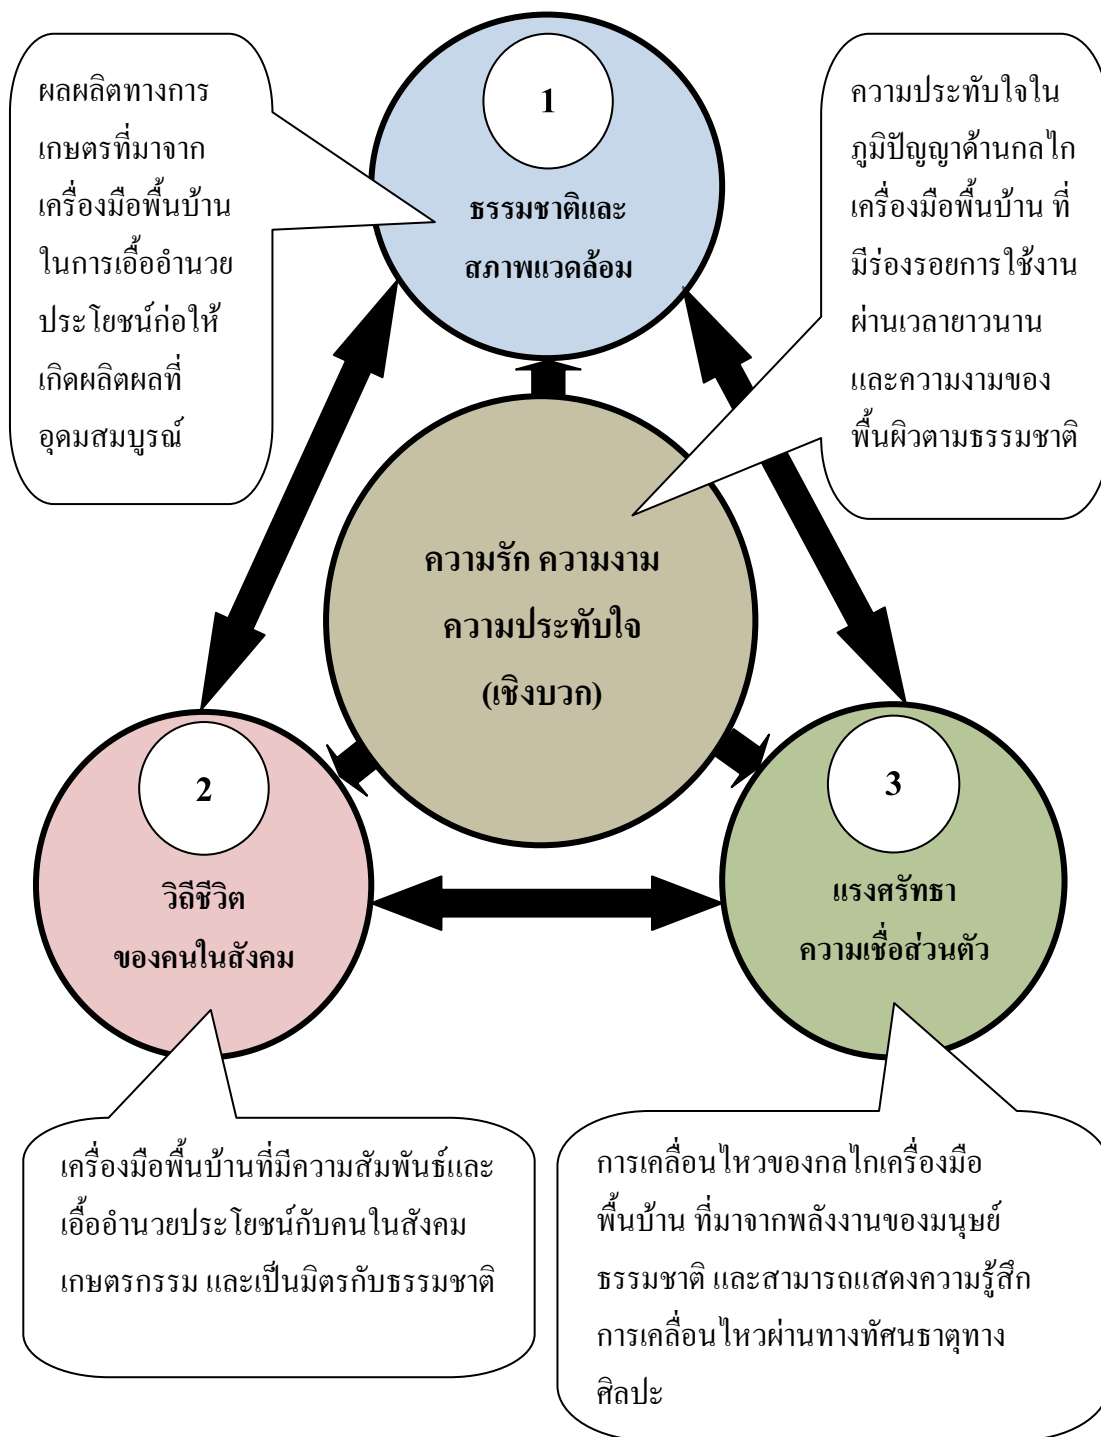 ผลผลิตทางการ
เกษตรที่มาจาก
เครื่องมือพื้นบ้าน
ในการเอื้ออำนวย
ประโยชน์ก่อให้
เกิดผลิตผลที่
อุดมสมบูรณ์
1
ธรรมชาติและ
สภาพแวดล้อม
ความประทับใจใน
ภูมิปัญญาด้านกลไก
เครื่องมือพื้นบ้าน ที่
มีร่องรอยการใช้งาน
ผ่านเวลายาวนาน
และความงามของ
พื้นผิวตามธรรมชาติ
ความรัก ความงาม
ความประทับใจ
(เชิงบวก)
2
วิถีชีวิต
ของคนในสังคม
3
แรงศรัทธา
ความเชื่อส่วนตัว
เครื่องมือพื้นบ้านที่มีความสัมพันธ์และ
เอื้ออำนวยประโยชน์กับคนในสังคม
เกษตรกรรม และเป็นมิตรกับธรรมชาติ
การเคลื่อนไหวของกลไกเครื่องมือ
พื้นบ้าน ที่มาจากพลังงานของมนุษย์
ธรรมชาติ และสามารถแสดงความรู้สึก
การเคลื่อนไหวผ่านทางทัศนธาตุทาง
ศิลปะ